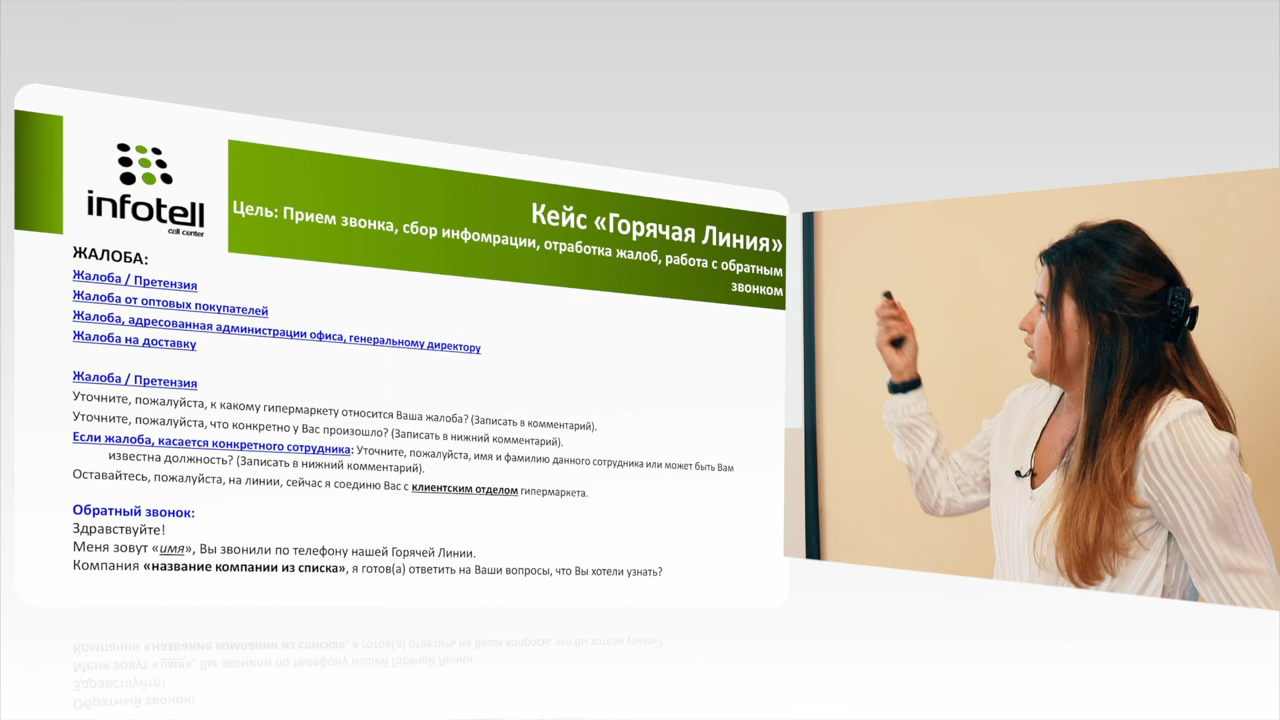 infotell
call center
Кейс «Горячая Линия»
Цель: Прием звонка, сбор инфомрации, отработка жалоб, работа с обратным
звонком
ЖАЛОБА:
Жалоба / Претензия
Жалоба от оптовых покупателей
Жалоба, адресованная администрации офиса, генеральному директору
Жалоба на доставку
Жалоба / Претензия
Уточните, пожалуйста, к какому гипермаркету относится Ваша жалоба? (Записать в комментарий).
Уточните, пожалуйста, что конкретно у Вас произошло? (Записать в нижний комментарий).
Если жалоба, касается конкретного сотрудника: Уточните, пожалуйста, имя и фамилию данного сотрудника или может быть Вам
известна должность? (Записать в нижний комментарий).
Оставайтесь, пожалуйста, на линии, сейчас я соединю Вас с клиентским отделом гипермаркета.
Обратный звонок:
Здравствуйте!
Меня зовут «имя», Вы звонили по телефону нашей Горячей Линии.
Компания «название компании из списка», я готов(а) ответить на Ваши вопросы, что Вы хотели узнать?